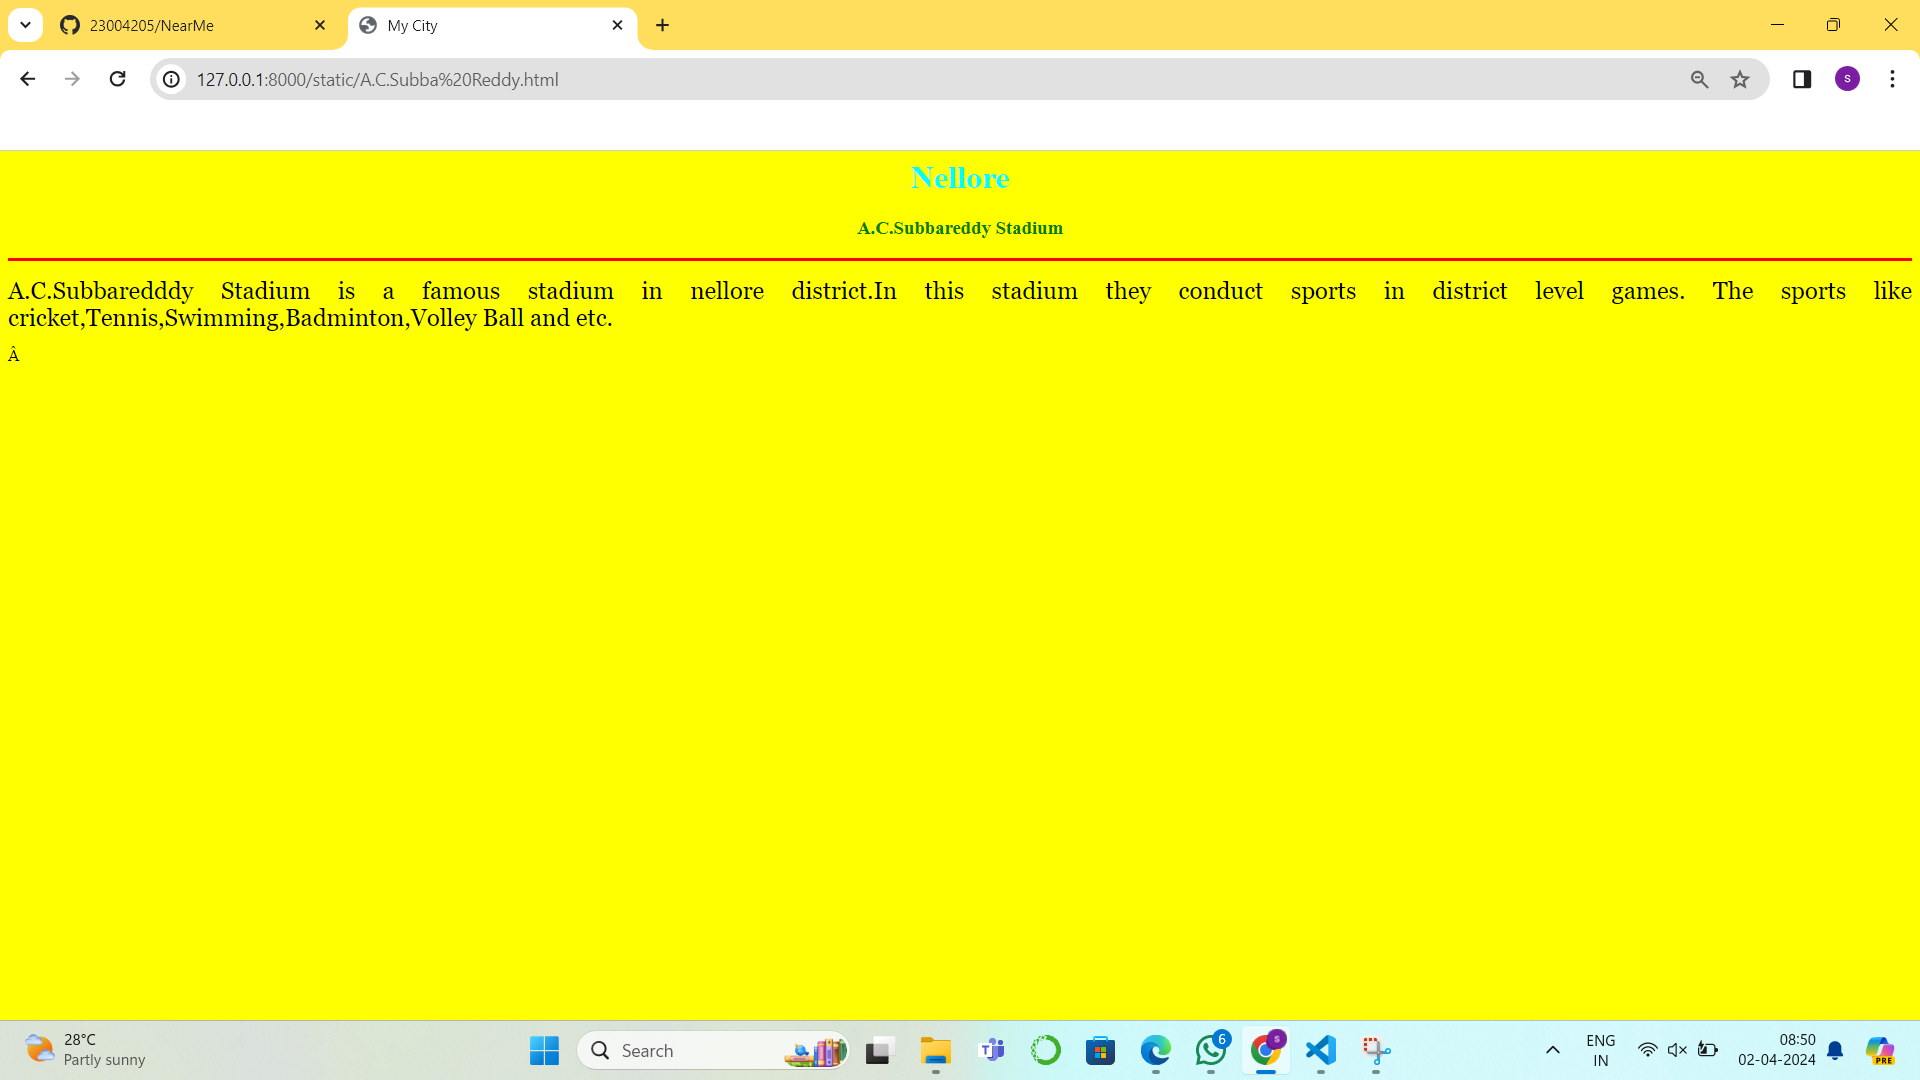 23004205/NearMe
My City
127.0.0.1:8000/static/A.C.Subba%20Reddy.html
S
Nellore
A.C.Subbareddy Stadium
A.C.Subbaredddy Stadium is a famous stadium in nellore district.In this stadium they conduct sports in district level games. The sports like
cricket,Tennis,Swimming,Badminton,Volley Ball and etc.
Â
28°C
Partly sunny
Search
6
S
ENG
IN
08:50
02-04-2024
PRE